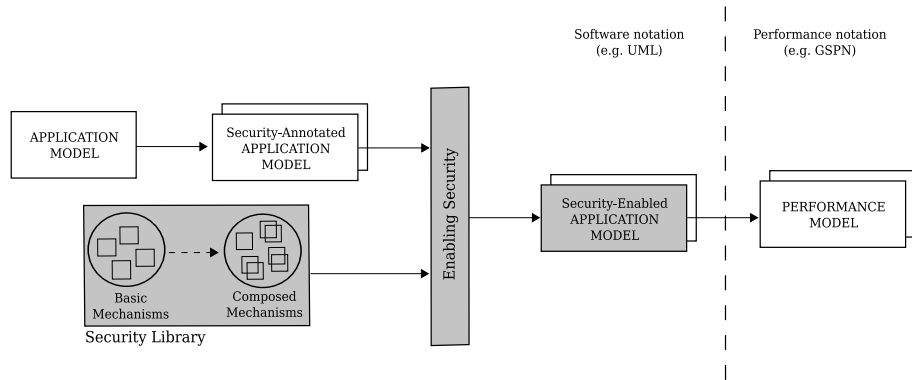 Software notation
(e.g. UML)
Performance notation
(e.g. GSPN)
APPLICATION
MODEL
Security-Annotated
APPLICATION
MODEL
Enabling Security
Security-Enabled
APPLICATION
MODEL
PERFORMANCE
MODEL
Basic
Mechanisms
Composed
Mechanisms
Security Library